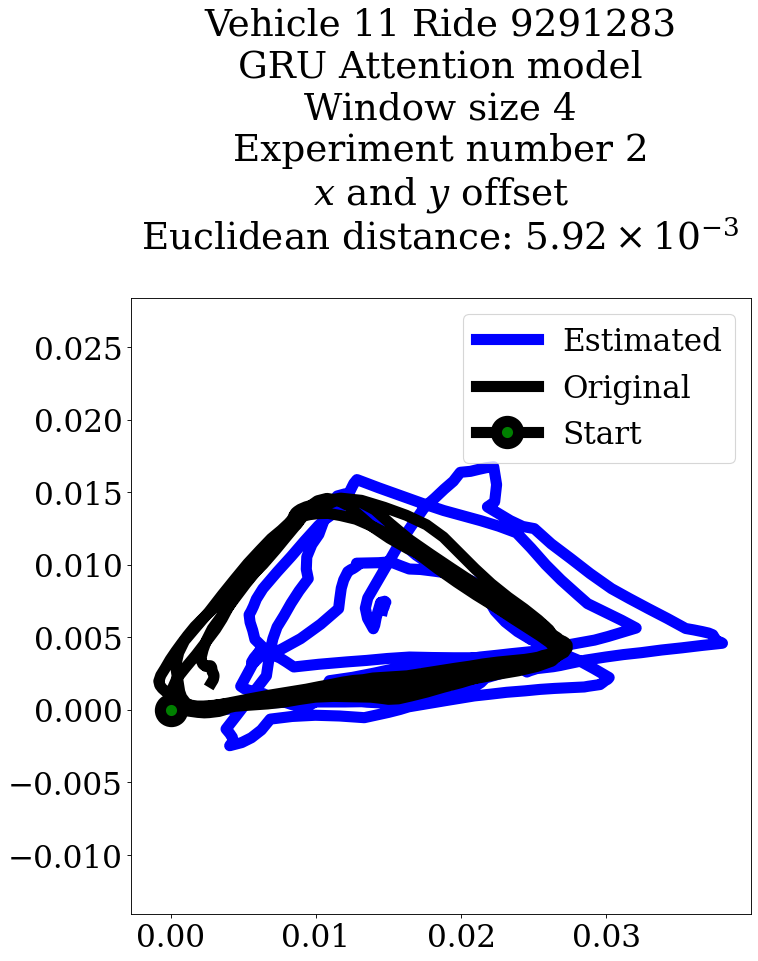 Vehicle 11 Ride 9291283
GRU Attention model
Window size 4
Experiment number 2
x and y offset
Euclidean distance: 5.92 × 10⁻³
Estimated
Original
Start
0.025
0.020
0.015
0.010
0.005
0.000
−0.005
−0.010
0.00 0.01 0.02 0.03